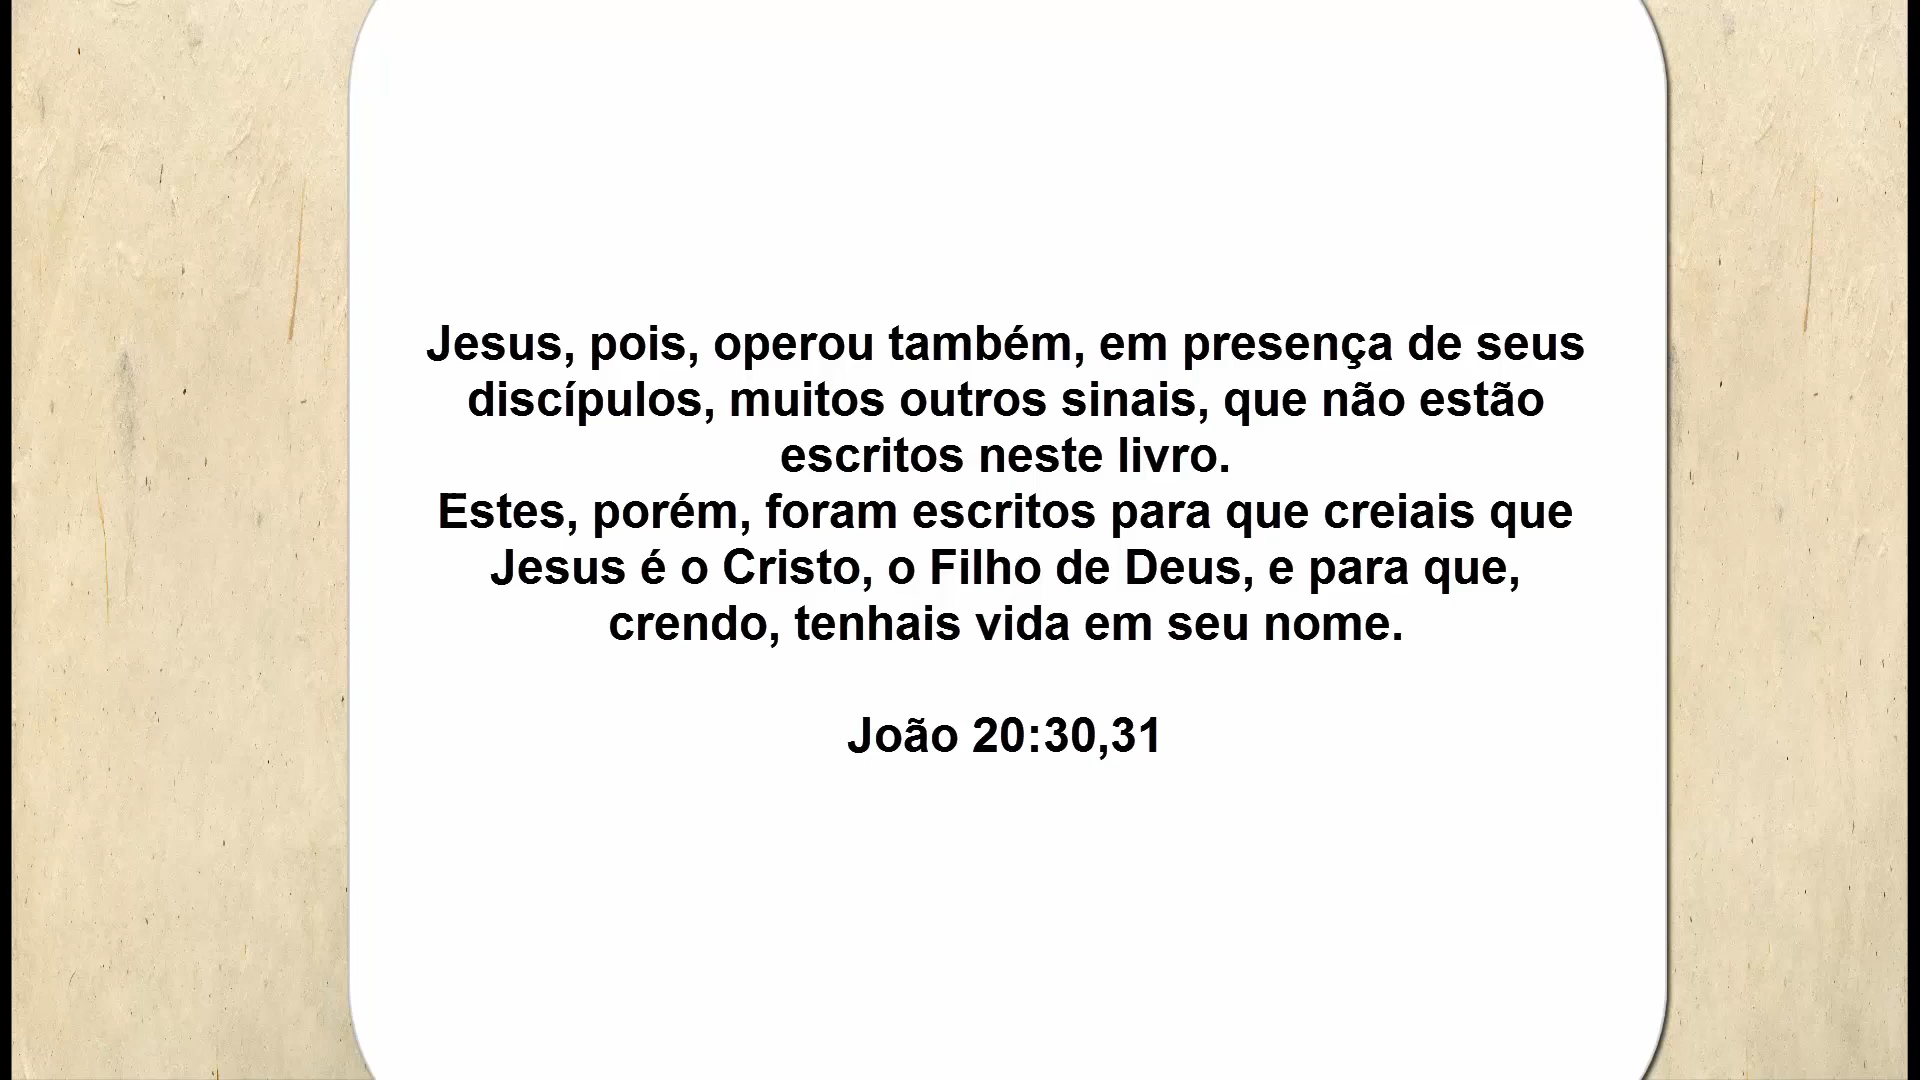 Jesus, pois, operou também, em presença de seus
discípulos, muitos outros sinais, que não estão
escritos neste livro.
Estes, porém, foram escritos para que creiais que
Jesus é o Cristo, o Filho de Deus, e para que,
crendo, tenhais vida em seu nome.
João 20:30,31